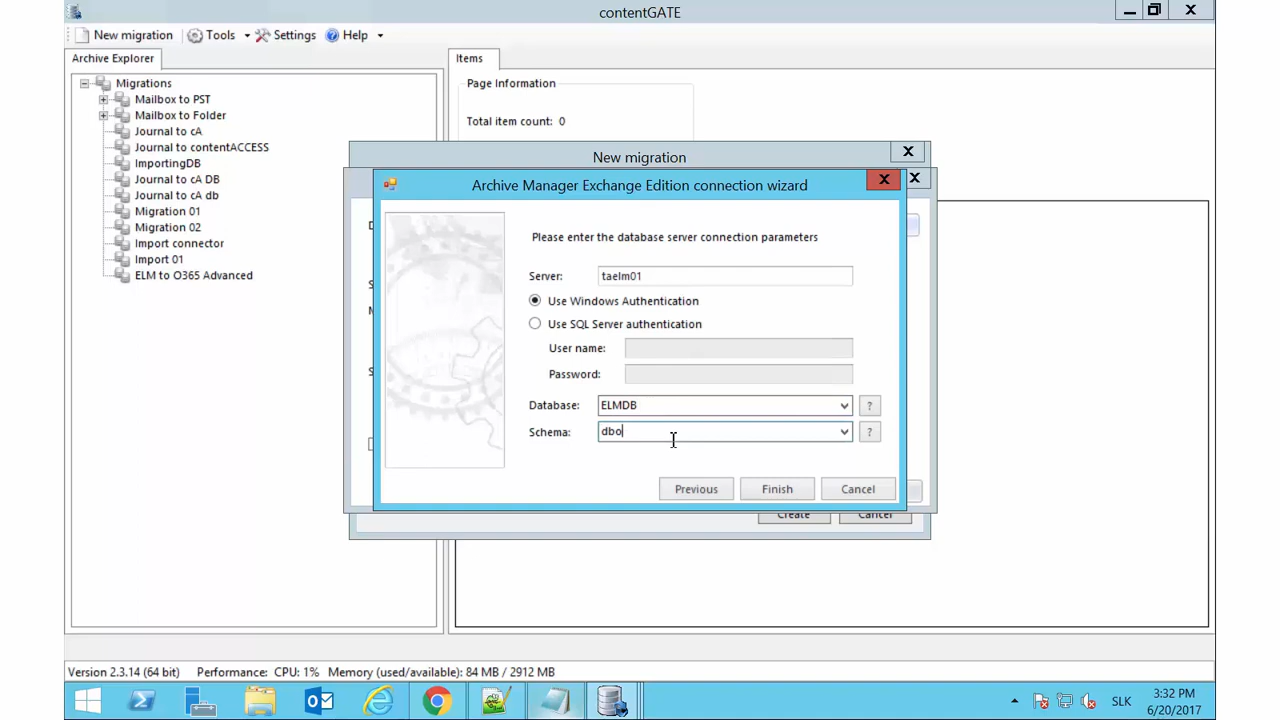 contentGATE
New migration Tools Settings Help
Archive Explorer
Items
Migrations
Mailbox to PST
Mailbox to Folder
Journal to cA
Journal to contentACCESS
ImportingDB
Journal to cA DB
Journal to cA db
Migration 01
Migration 02
Import connector
Import 01
ELM to O365 Advanced
Page Information
Total item count: 0
New migration
Archive Manager Exchange Edition connection wizard
Please enter the database server connection parameters
Server: taelm01
Use Windows Authentication
Use SQL Server authentication
User name:
Password:
Database: ELMDB ?
Schema: dbo ?
Previous Finish Cancel
Create Cancel
Version 2.3.14 (64 bit) Performance: CPU: 1% Memory (used/available): 84 MB / 2912 MB
SLK
3:32 PM
6/20/2017